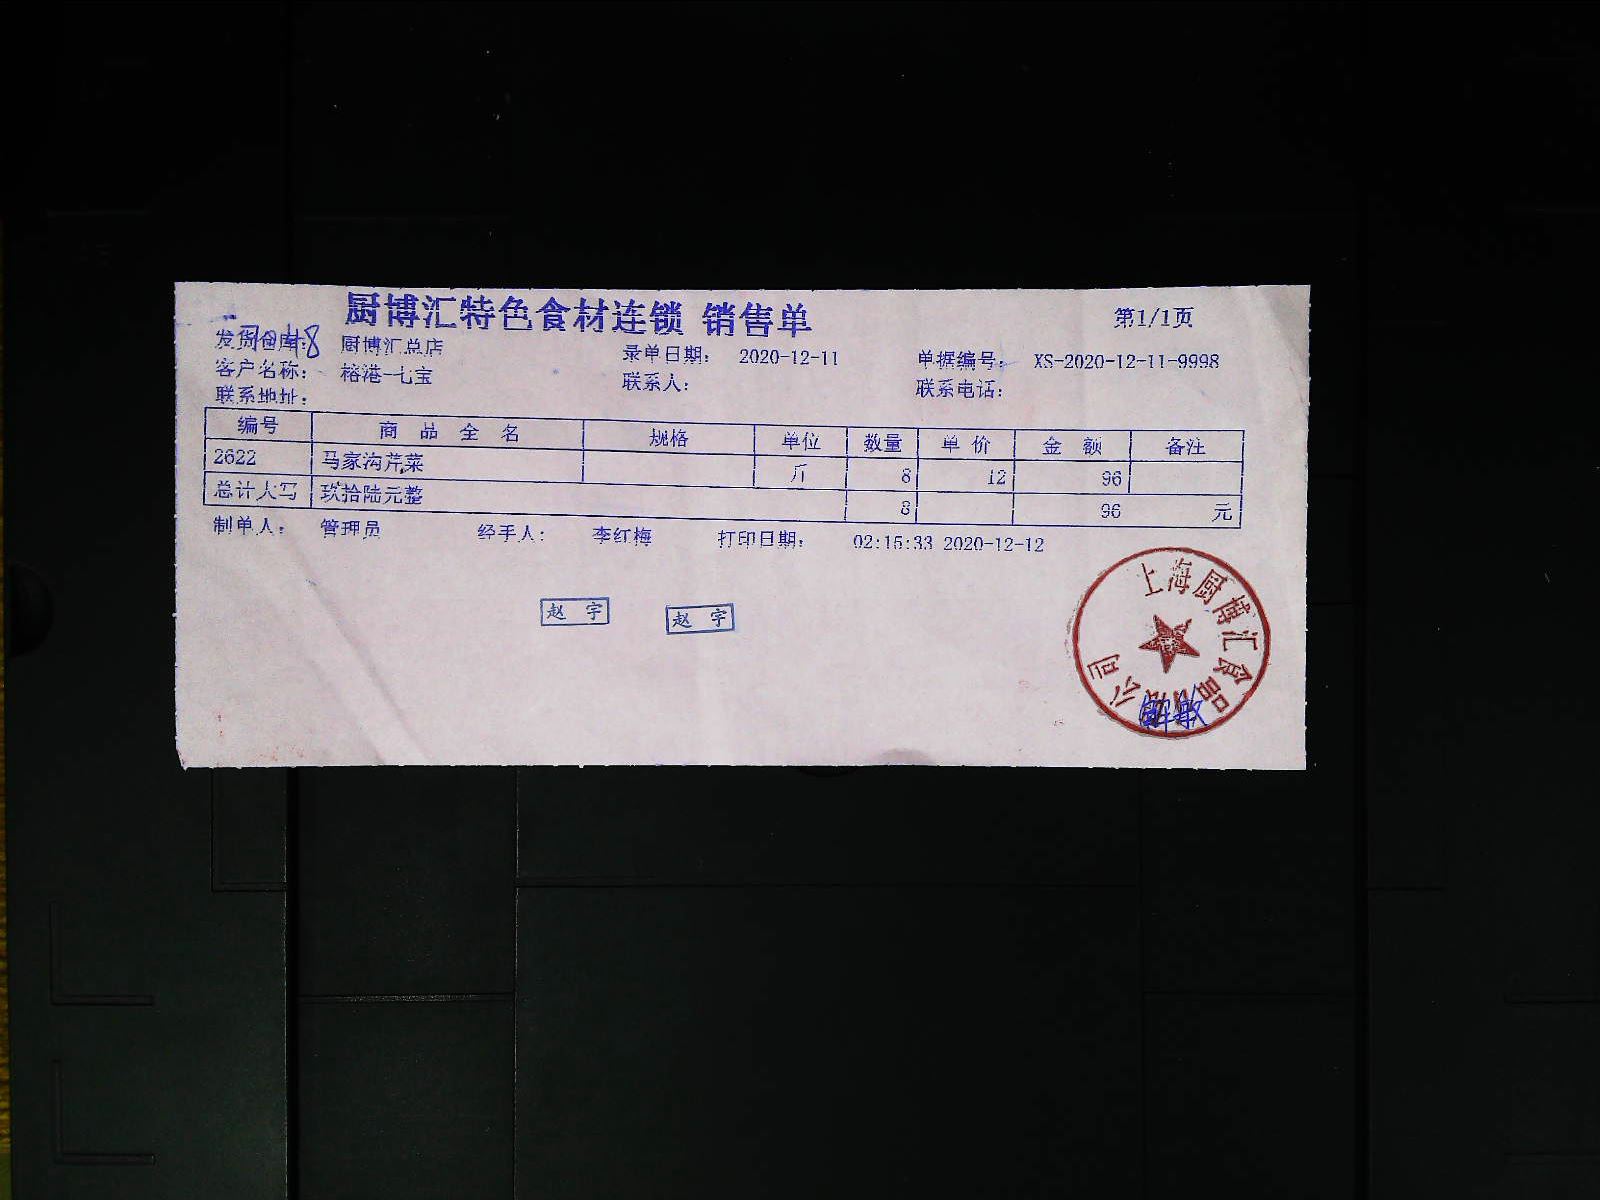 厨博汇特色食材连锁 销售单
第1/1页
发货仓库： 厨博汇总店 录单日期： 2020-12-11 单据编号： XS-2020-12-11-9998
客户名称： 榕港-七宝 联系人： 联系电话：
联系地址：
编号 商 品 全 名 规格 单位 数量 单 价 金 额 备注
2622 马家沟芹菜 斤 8 12 96
总计大写 玖拾陆元整 8 96 元
制单人： 管理员 经手人： 李红梅 打印日期： 02:15:33 2020-12-12
赵 宇 赵 宇
上海厨博汇食品 公司